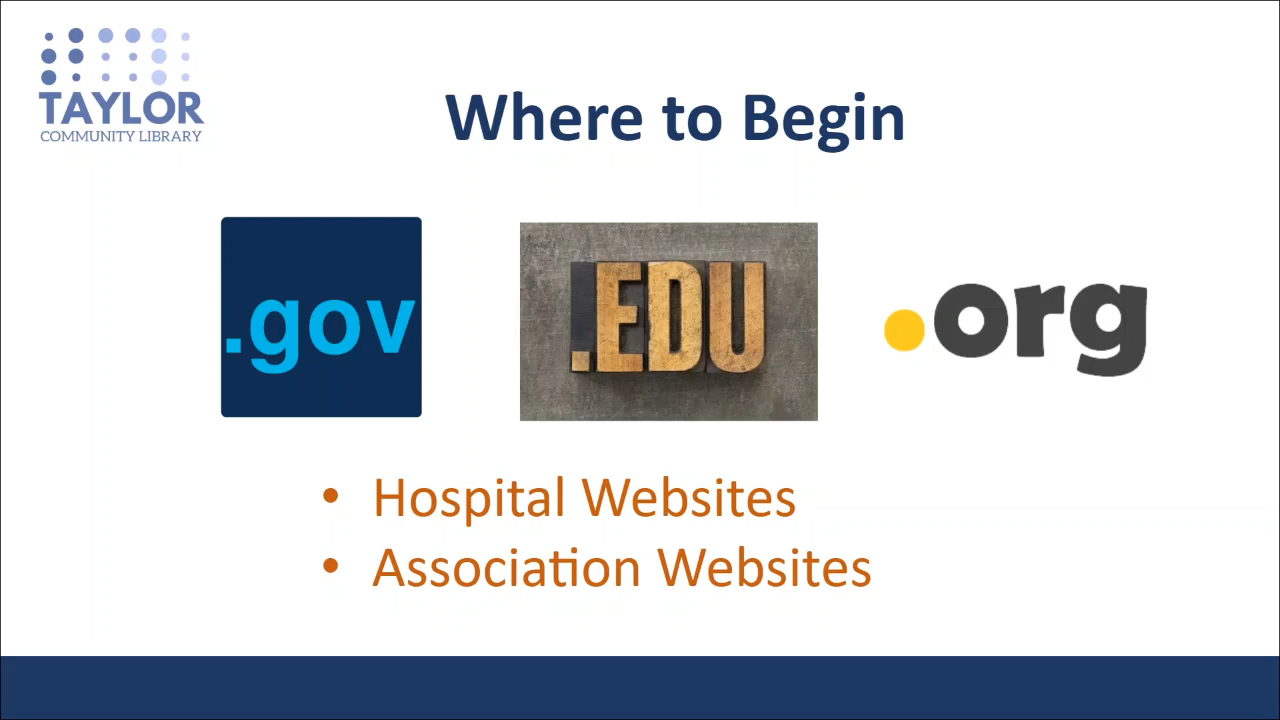 TAYLOR
COMMUNITY LIBRARY
Where to Begin
.gov
.EDU
.org
• Hospital Websites
• Association Websites